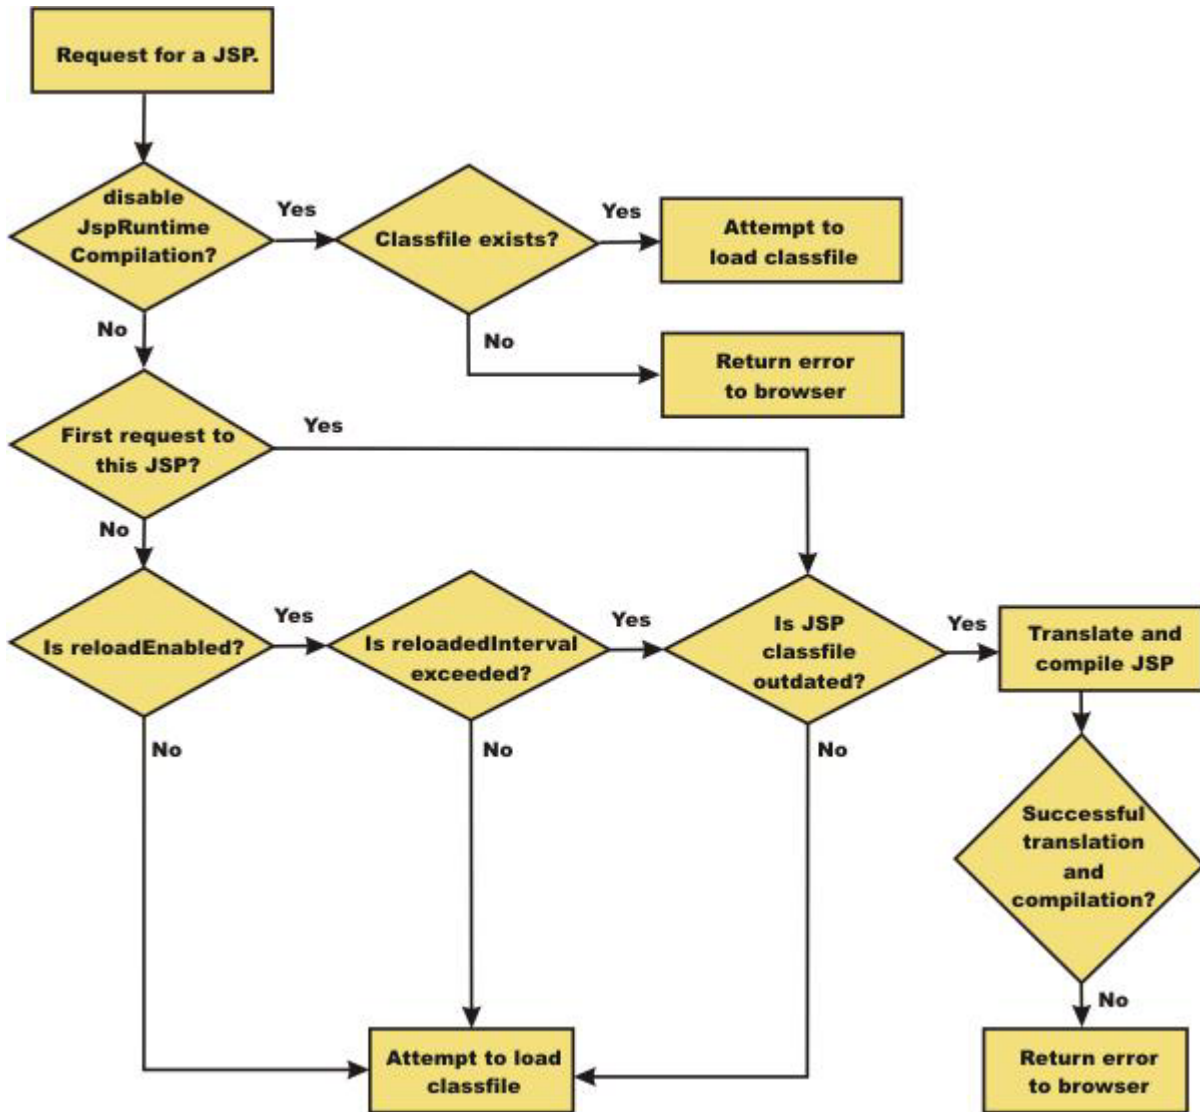 Request for a JSP.
disable
JspRuntime
Compilation?
Yes
Classfile exists?
Yes
Attempt to
load classfile
No
No
Return error
to browser
First request to
this JSP?
Yes
No
Is reloadEnabled?
Yes
Is reloadedInterval
exceeded?
Yes
Is JSP
classfile
outdated?
Yes
Translate and
compile JSP
No
No
No
Successful
translation
and
compilation?
No
Attempt to load
classfile
Return error
to browser